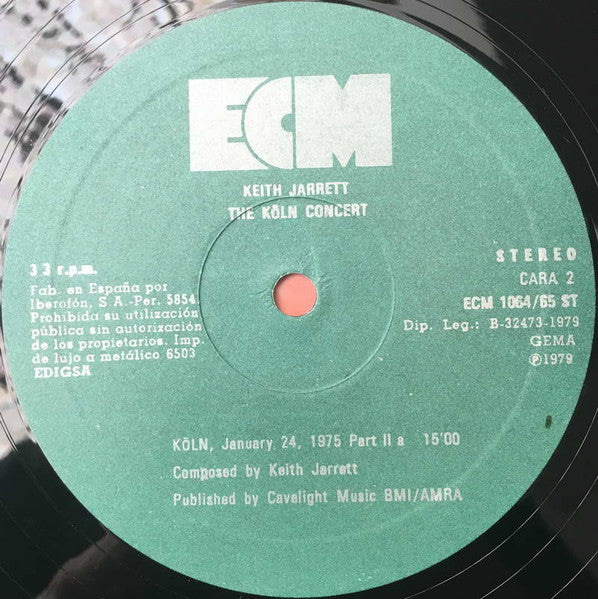 ECM
KEITH JARRETT
THE KÖLN CONCERT
33 r.p.m.
Fab. en España por
Iberofón, S.A.-Per. 5854
Prohibida su utilización
pública sin autorización
de los propietarios. Imp.
de lujo a metálico 6503
EDIGSA
STEREO
CARA 2
ECM 1064/65 ST
Dip. Leg.: B-32473-1979
GEMA
℗1979
KÖLN, January 24, 1975 Part II a 15'00
Composed by Keith Jarrett
Published by Cavelight Music BMI/AMRA